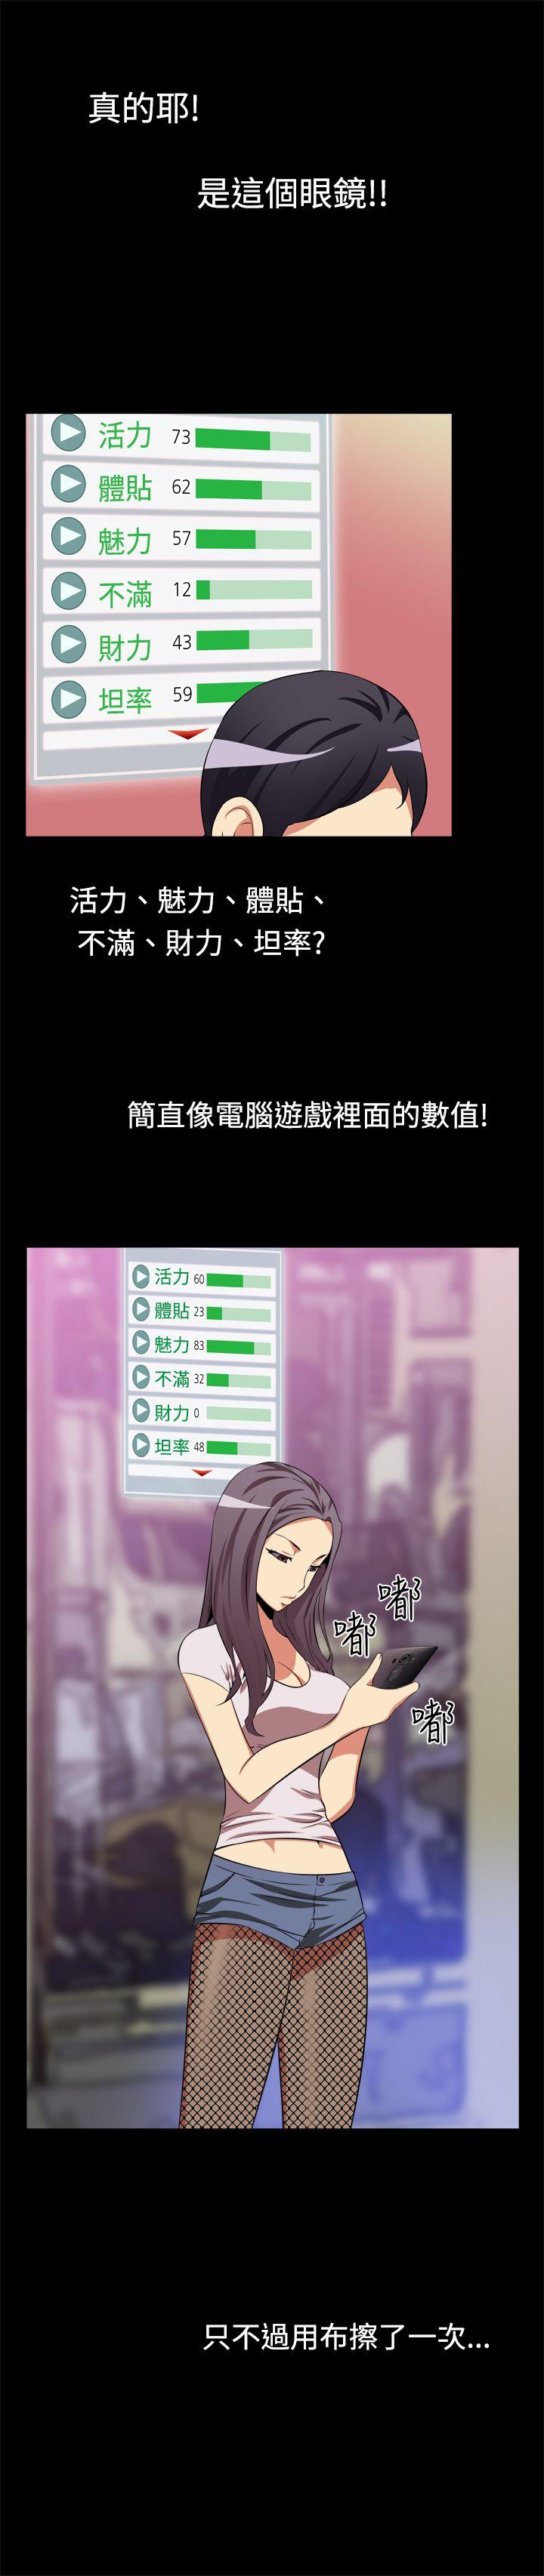 真的耶!
是這個眼鏡!!
活力 73
體貼 62
魅力 57
不滿 12
財力 43
坦率 59
活力、魅力、體貼、
不滿、財力、坦率?
簡直像電腦遊戲裡面的數值!
活力 60
體貼 23
魅力 83
不滿 32
財力 0
坦率 48
嘟
嘟
嘟
只不過用布擦了一次...